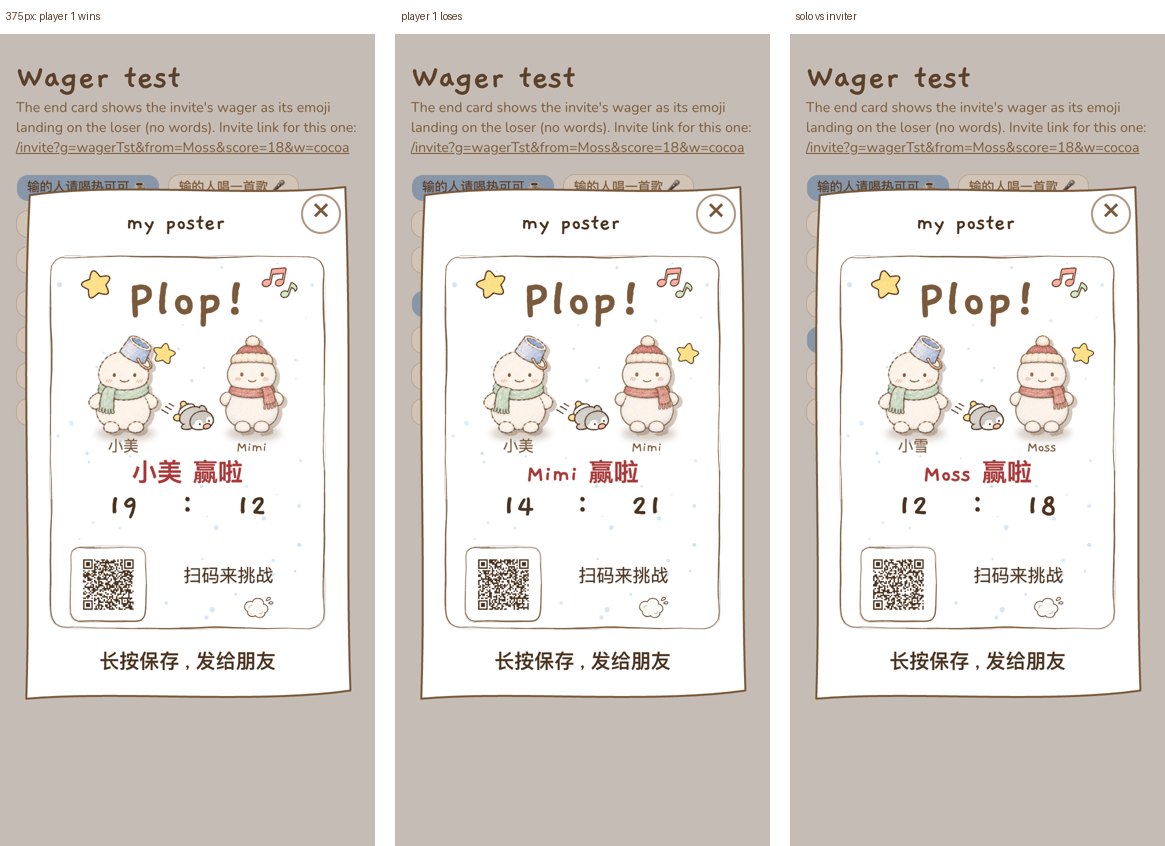 375px: player 1 wins
Wager test
The end card shows the invite's wager as its emoji
landing on the loser (no words). Invite link for this one:
/invite?g=wagerTst&from=Moss&score=18&w=cocoa
输的人请喝热可可
输的人唱一首歌
my poster
Plop!
小美
Mimi
小美 赢啦
19 : 12
扫码来挑战
长按保存，发给朋友
player 1 loses
Wager test
The end card shows the invite's wager as its emoji
landing on the loser (no words). Invite link for this one:
/invite?g=wagerTst&from=Moss&score=18&w=cocoa
输的人请喝热可可
输的人唱一首歌
my poster
Plop!
小美
Mimi
Mimi 赢啦
14 : 21
扫码来挑战
长按保存，发给朋友
solo vs inviter
Wager test
The end card shows the invite's wager as its emoji
landing on the loser (no words). Invite link for this one:
/invite?g=wagerTst&from=Moss&score=18&w=cocoa
输的人请喝热可可
输的人唱一首歌
my poster
Plop!
小雪
Moss
Moss 赢啦
12 : 18
扫码来挑战
长按保存，发给朋友